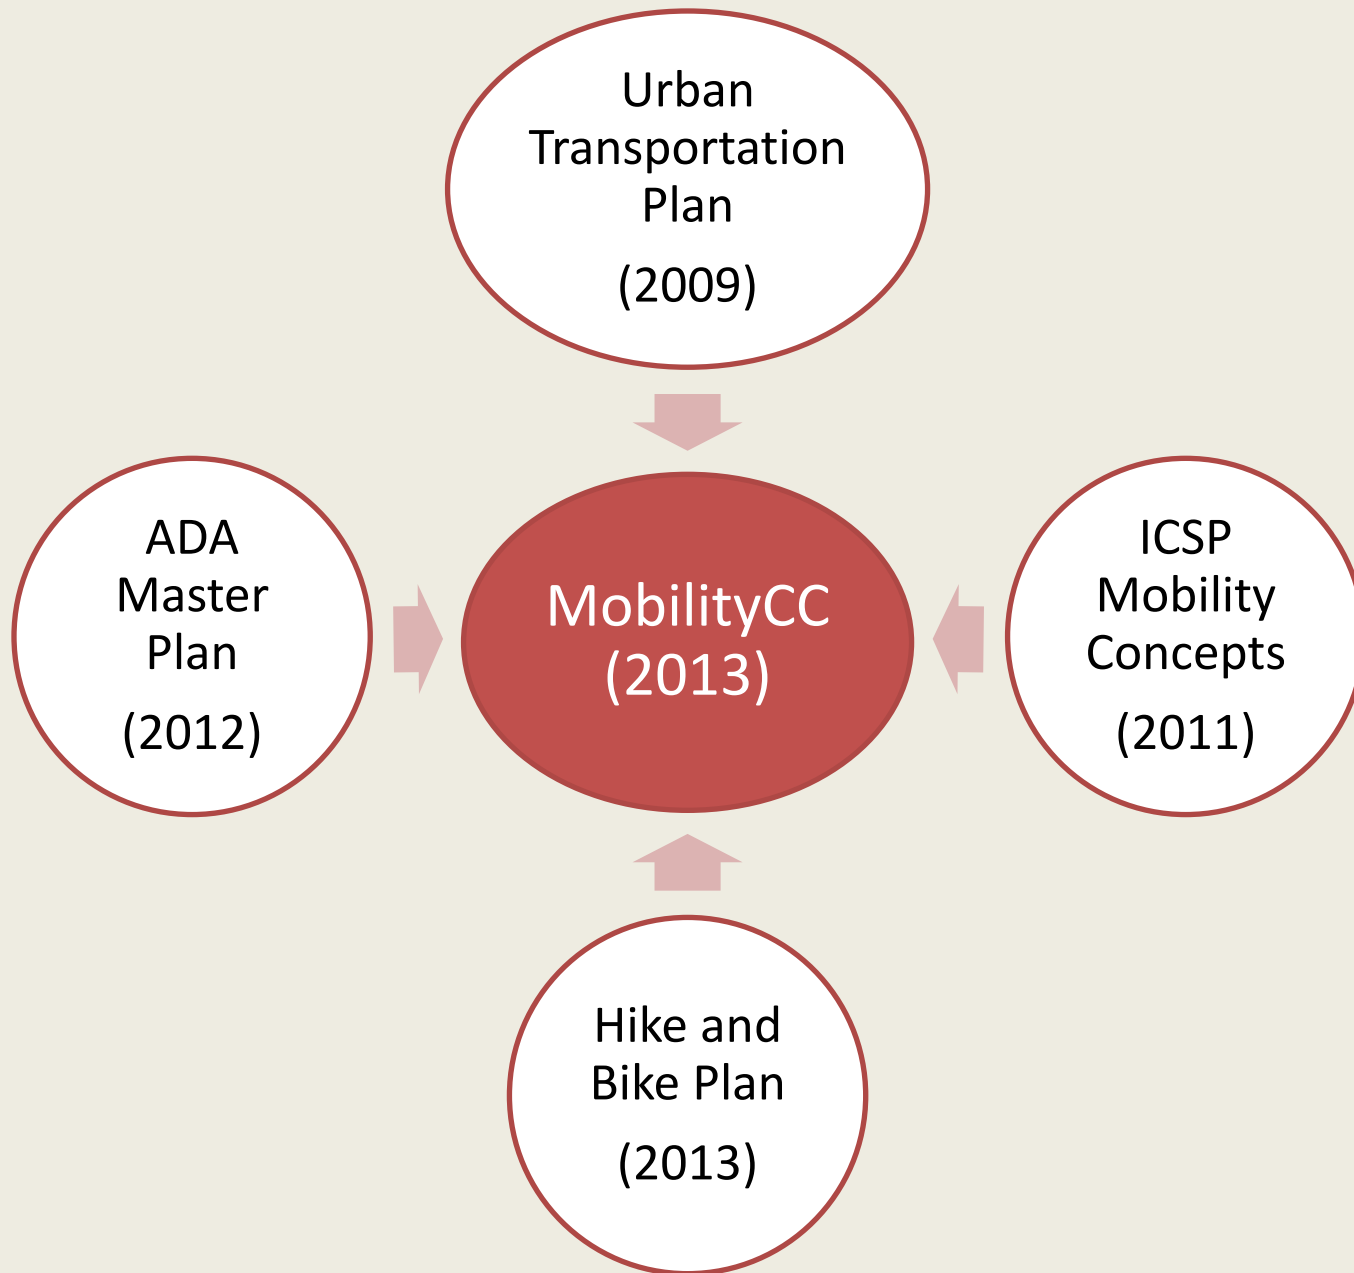 Urban
Transportation
Plan
(2009)
ADA
Master
Plan
(2012)
MobilityCC
(2013)
ICSP
Mobility
Concepts
(2011)
Hike and
Bike Plan
(2013)